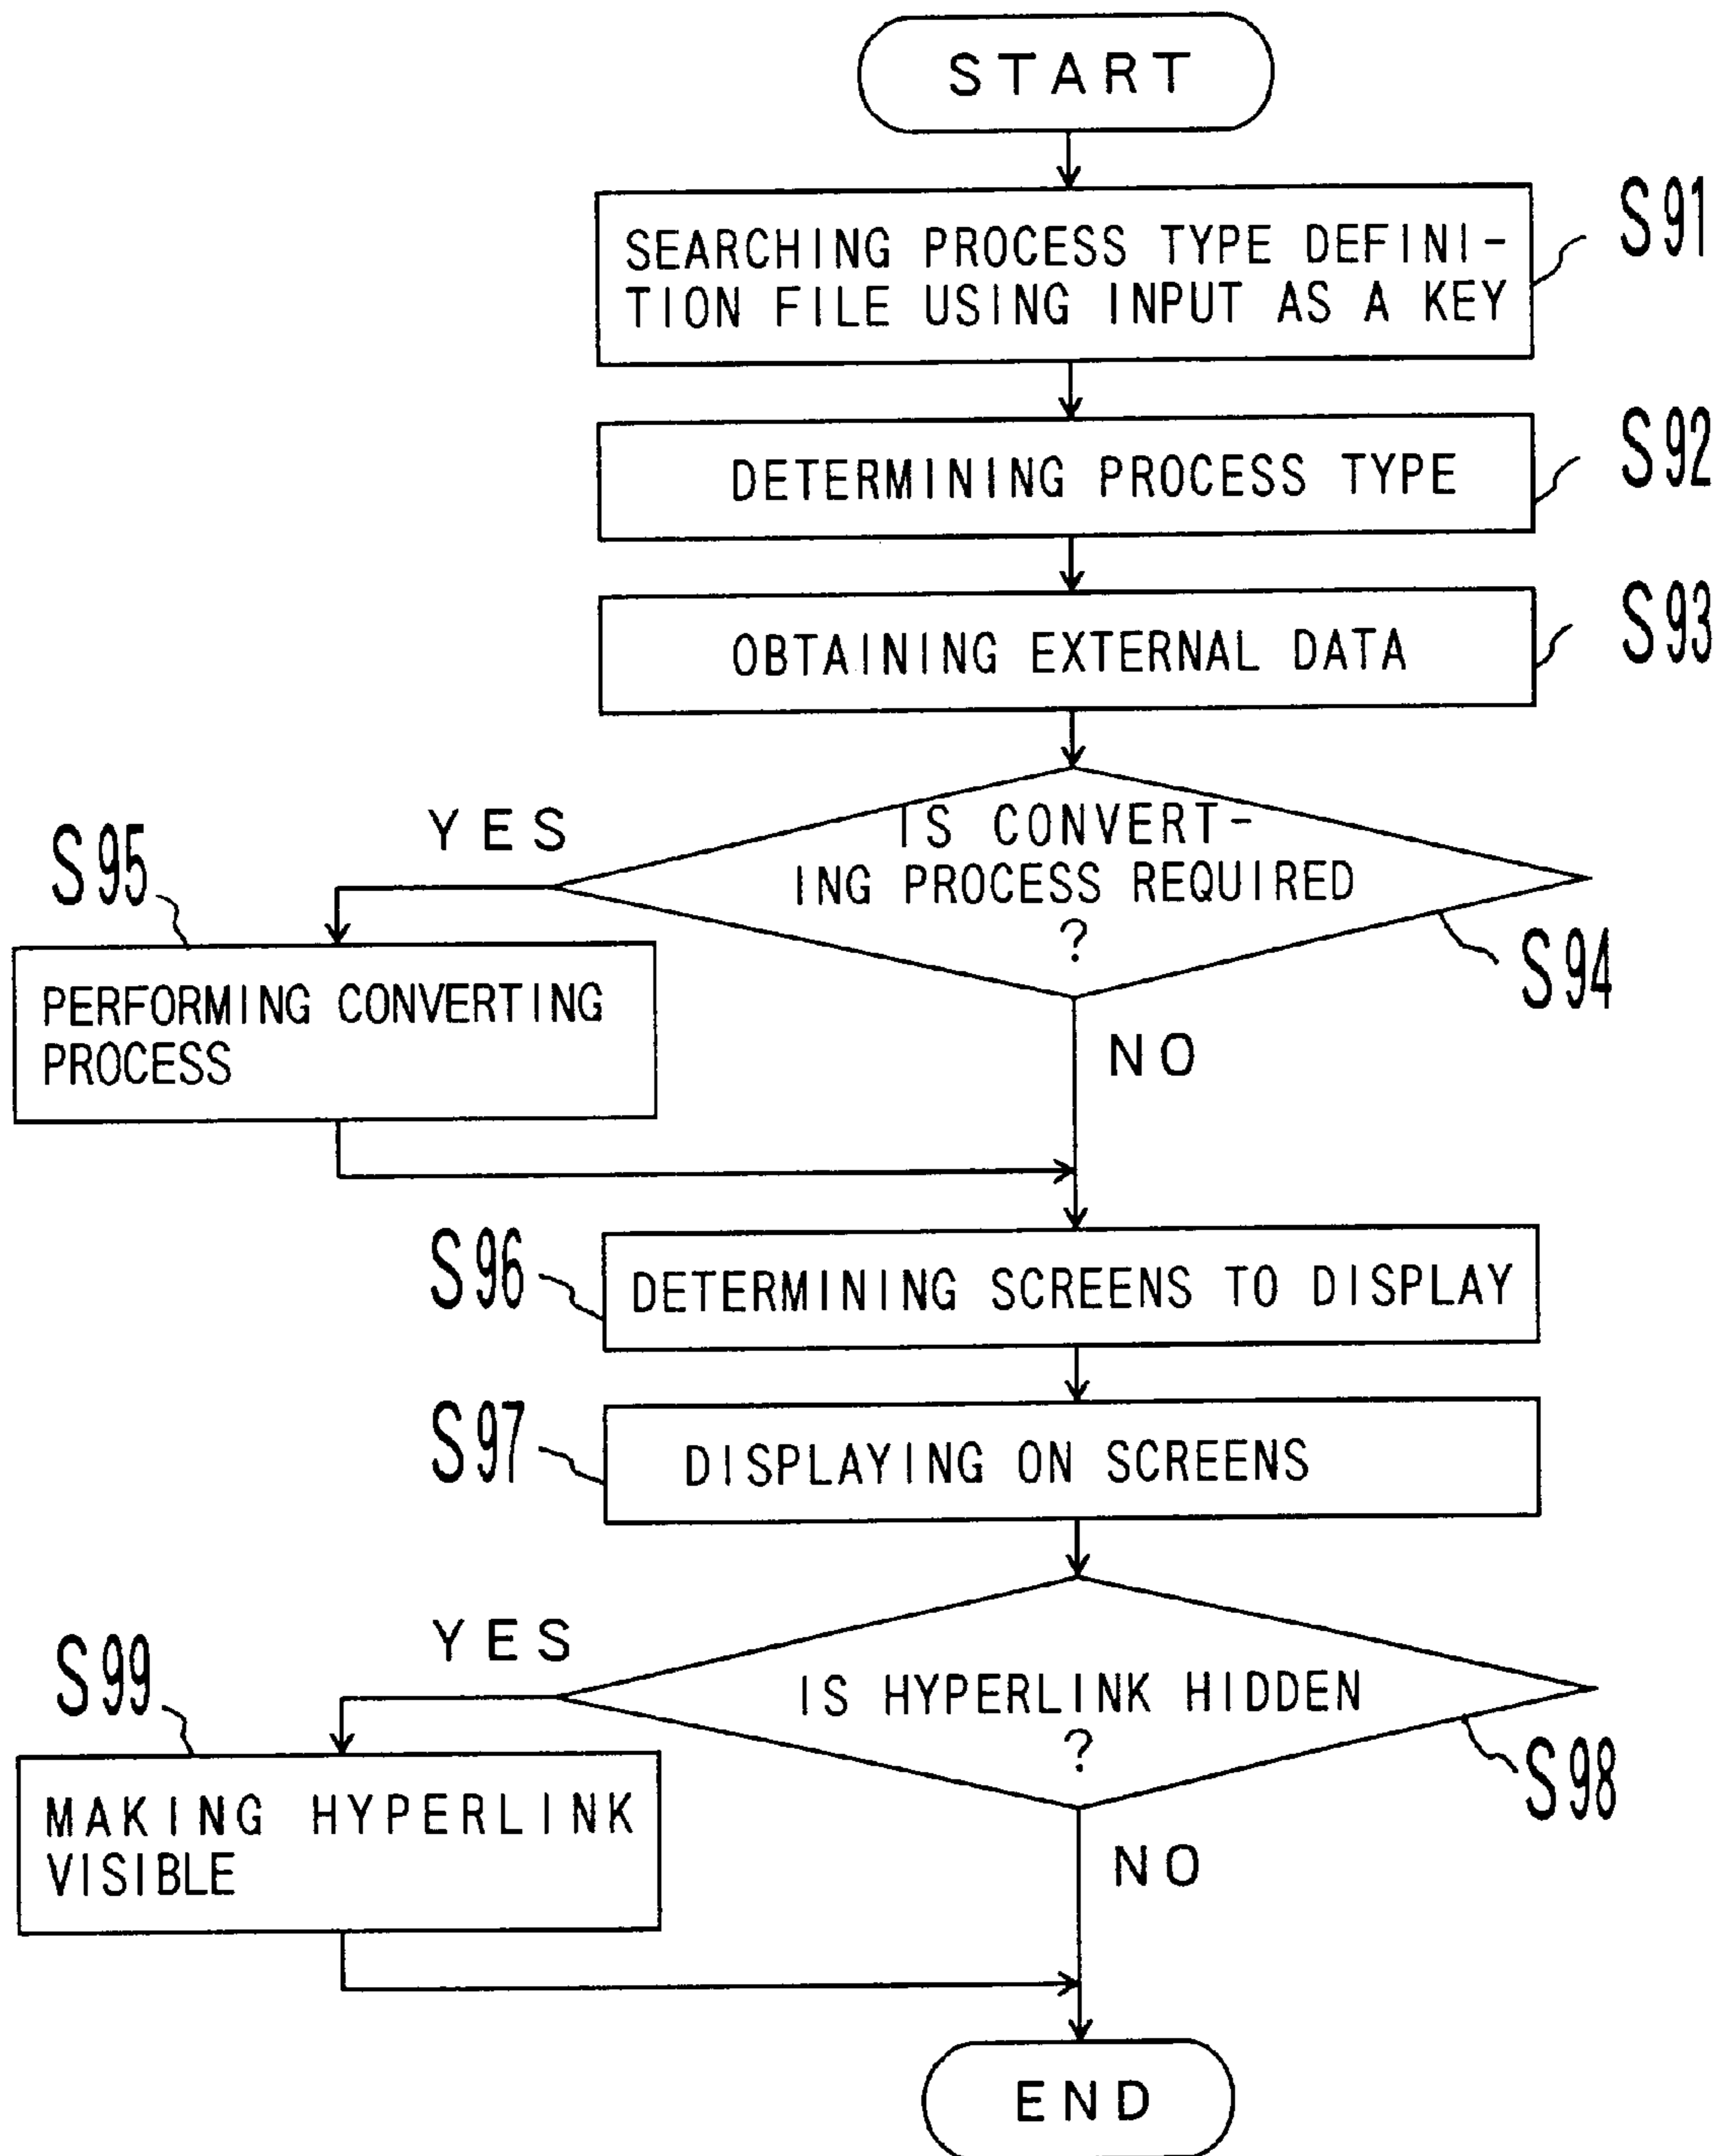 START
SEARCHING PROCESS TYPE DEFINI-
TION FILE USING INPUT AS A KEY
S91
DETERMINING PROCESS TYPE
S92
OBTAINING EXTERNAL DATA
S93
IS CONVERT-
ING PROCESS REQUIRED
?
S94
YES
S95
PERFORMING CONVERTING
PROCESS
NO
S96
DETERMINING SCREENS TO DISPLAY
S97
DISPLAYING ON SCREENS
IS HYPERLINK HIDDEN
?
S98
YES
S99
MAKING HYPERLINK
VISIBLE
NO
END